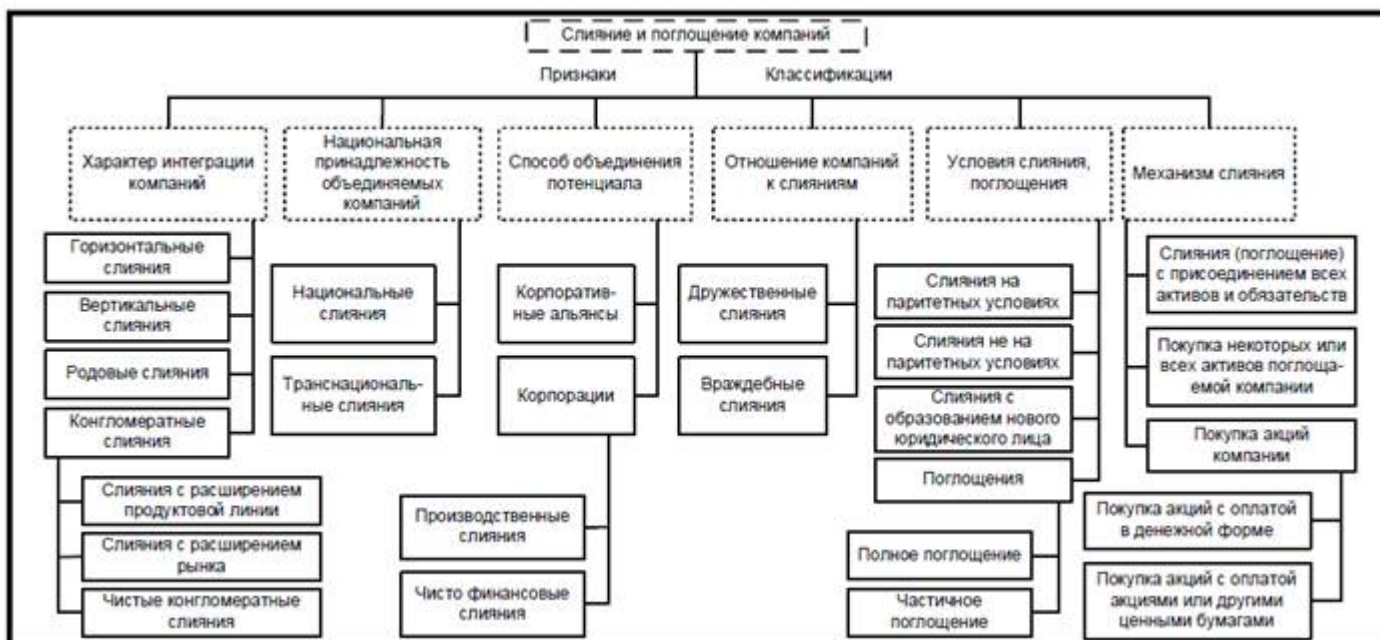 Слияние и поглощение компаний
Признаки
Классификации
Характер интеграции
компаний
Национальная
принадлежность
объединяемых
компаний
Способ объединения
потенциала
Отношение компаний
к слияниям
Условия слияния,
поглощения
Механизм слияния
Горизонтальные
слияния
Вертикальные
слияния
Родовые слияния
Конгломератные
слияния
Слияния с расширением
продуктовой линии
Слияния с расширением
рынка
Чистые конгломератные
слияния
Национальные
слияния
Транснациональ-
ные слияния
Корпоратив-
ные альянсы
Корпорации
Производственные
слияния
Чисто финансовые
слияния
Дружественные
слияния
Враждебные
слияния
Слияния на
паритетных условиях
Слияния не на
паритетных условиях
Слияния с
образованием нового
юридического лица
Поглощения
Полное поглощение
Частичное
поглощение
Слияния (поглощение)
с присоединением всех
активов и обязательств
Покупка некоторых или
всех активов поглоща-
емой компании
Покупка акций
компании
Покупка акций с оплатой
в денежной форме
Покупка акций с оплатой
акциями или другими
ценными бумагами